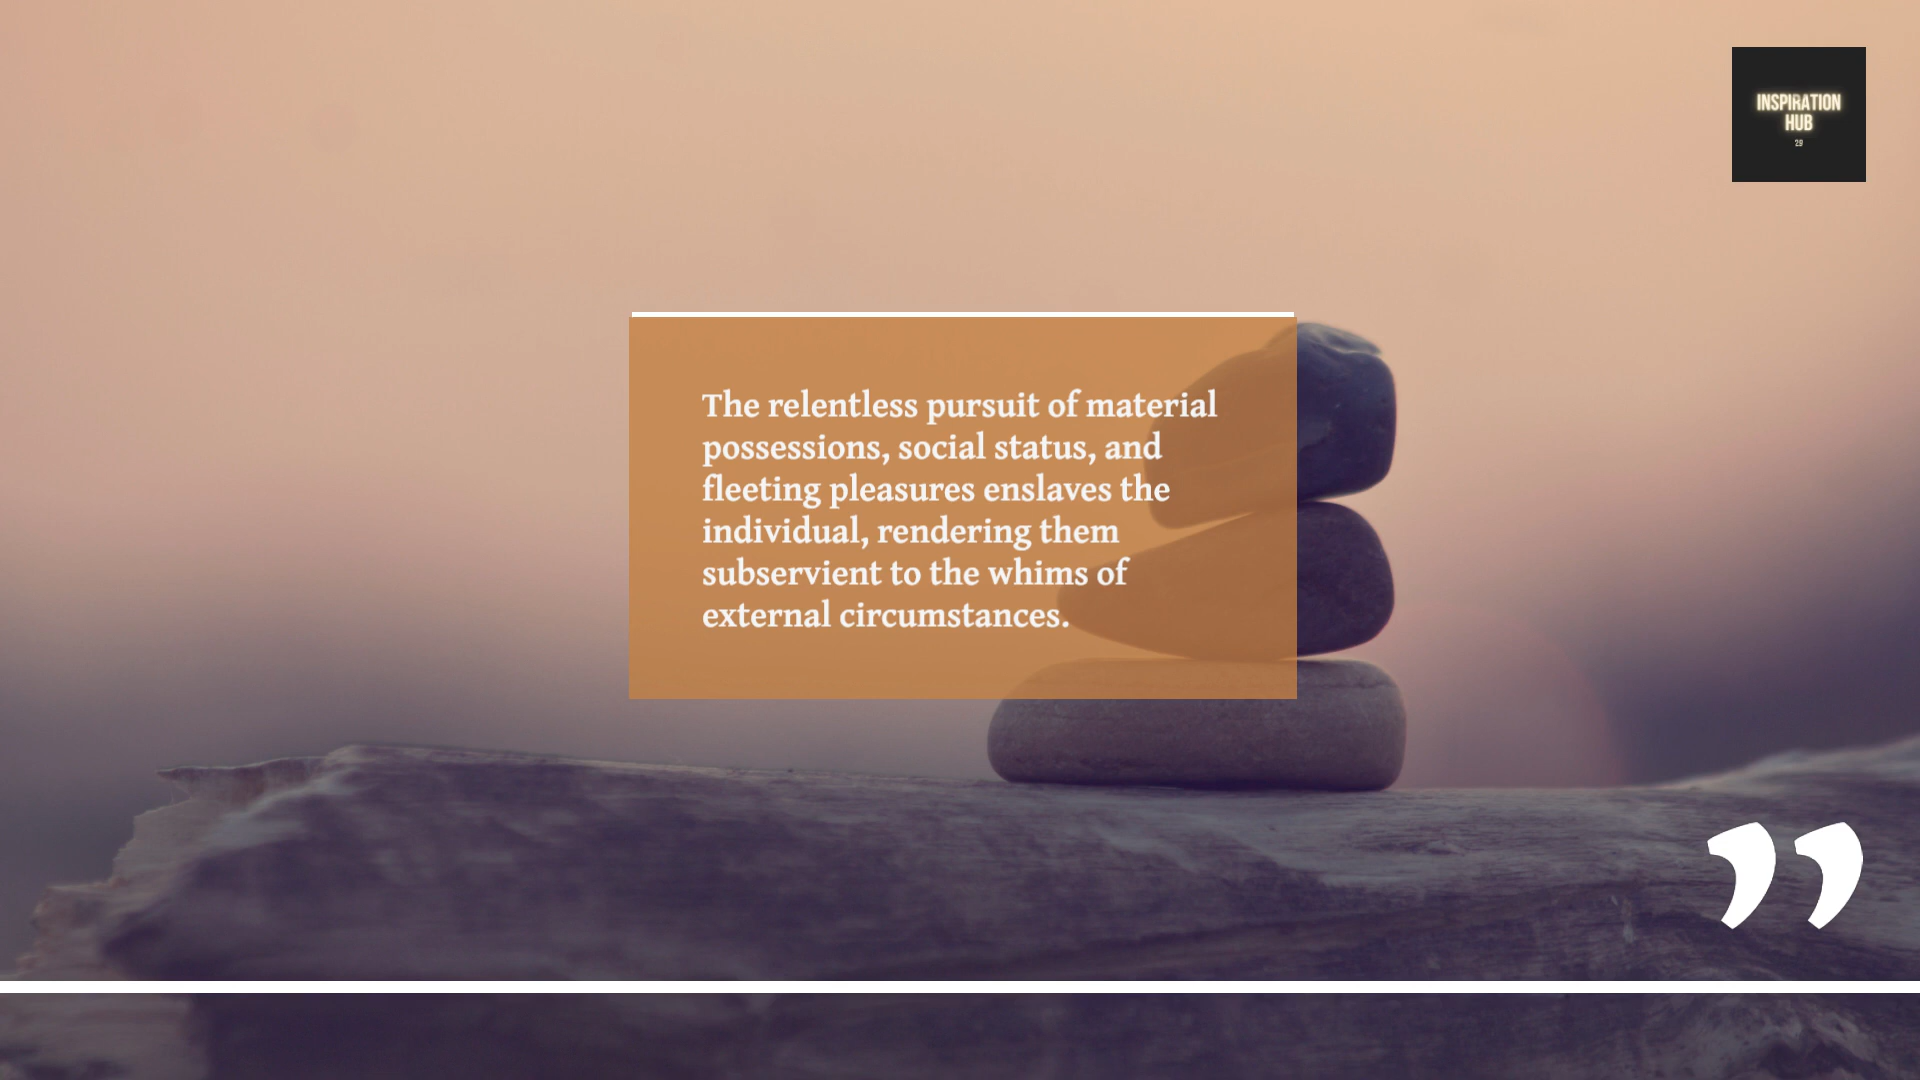 INSPIRATION
HUB
29
The relentless pursuit of material
possessions, social status, and
fleeting pleasures enslaves the
individual, rendering them
subservient to the whims of
external circumstances.
”